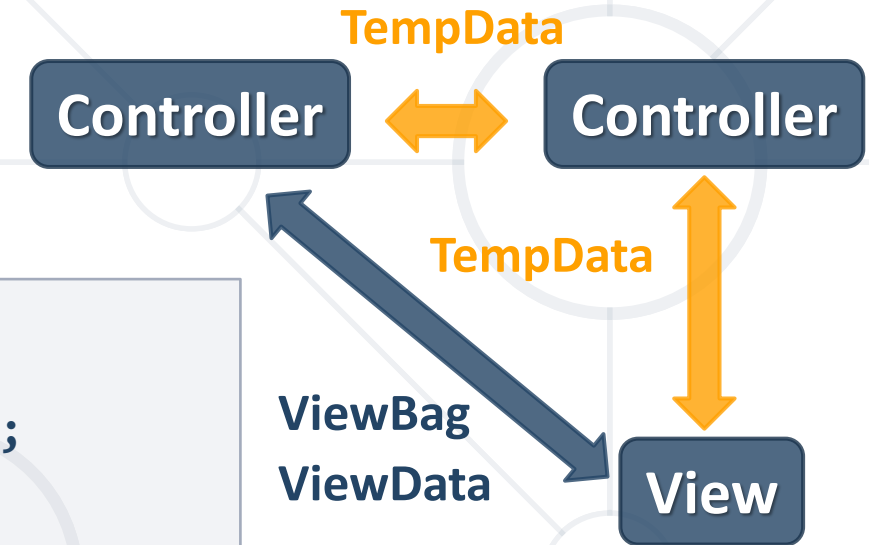 TempData
Controller
Controller
TempData
;
ViewBag
ViewData
View